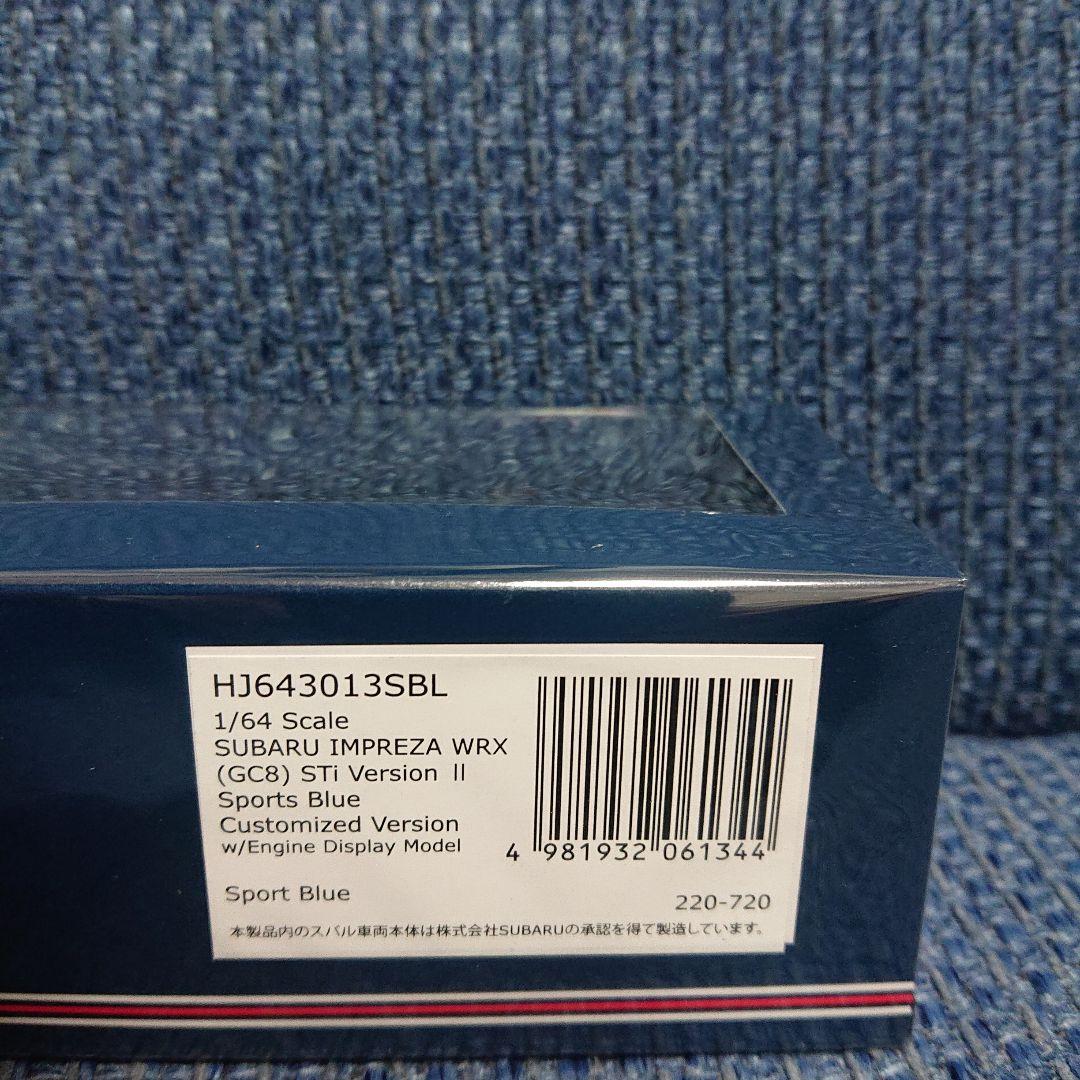 HJ643013SBL
1/64 Scale
SUBARU IMPREZA WRX
(GC8) STi Version II
Sports Blue
Customized Version
w/Engine Display Model
4 981932 061344
Sport Blue
220-720
本製品内のスバル車両本体は株式会社SUBARUの承認を得て製造しています。